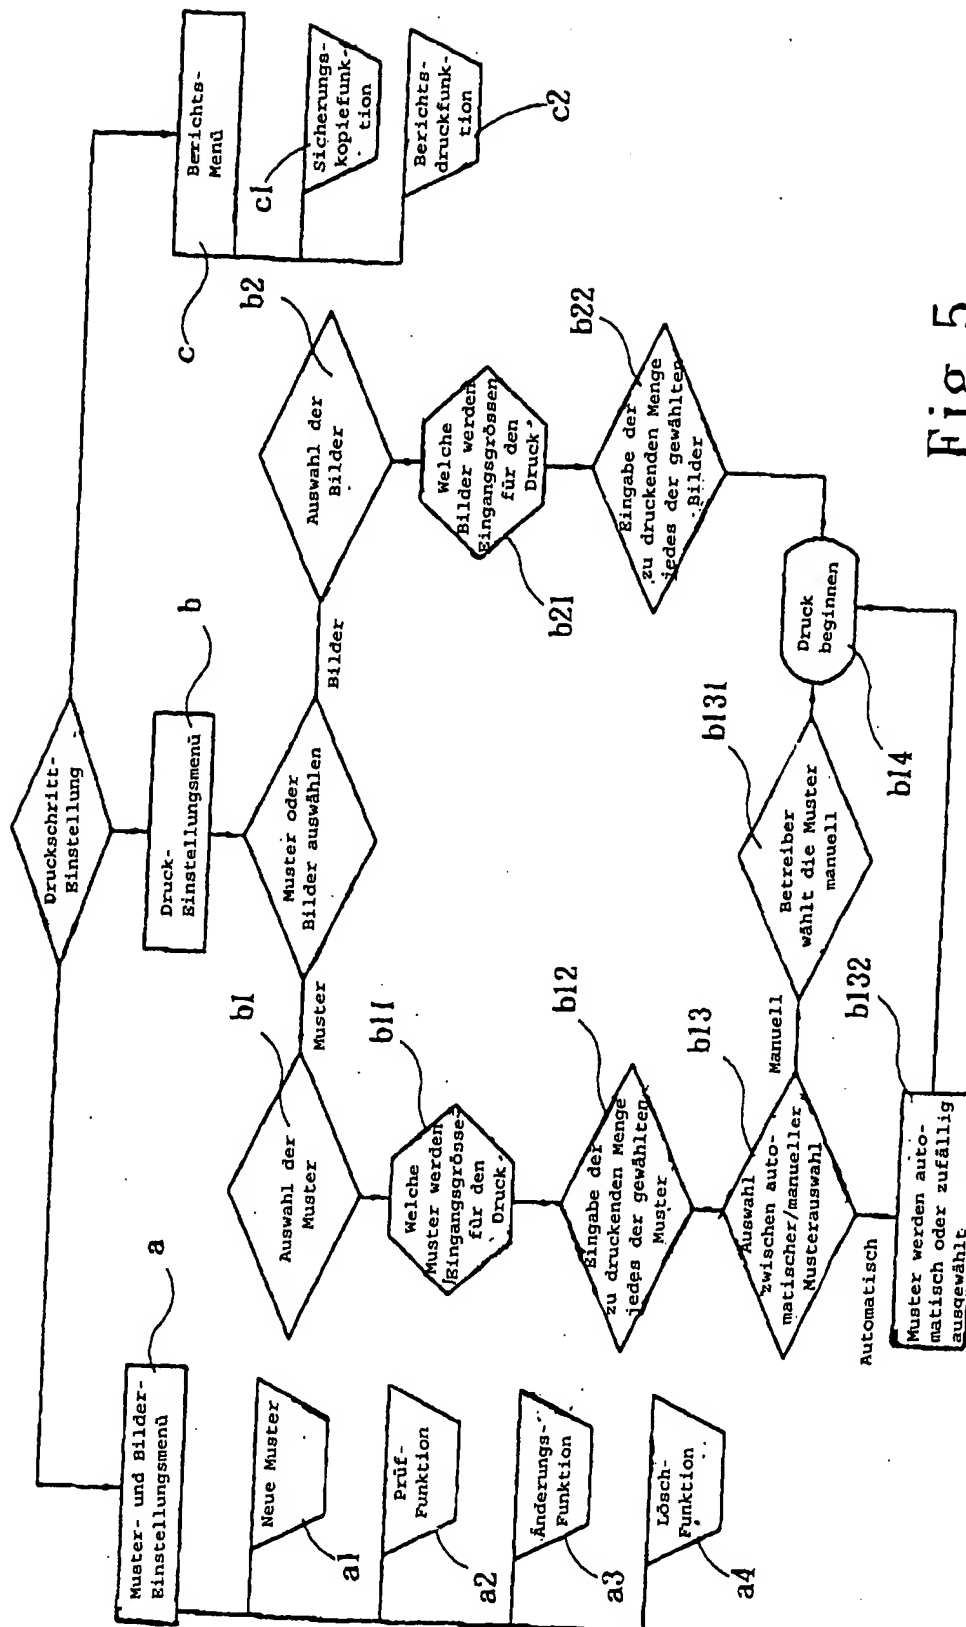 Druckschritt-
Einstellung
Muster- und Bilder-
Einstellungsmenü
a
Neue Muster
a1
Prüf-
Funktion
a2
Änderungs-
Funktion
a3
Lösch-
Funktion
a4
Druck-
Einstellungsmenü
b
Muster oder
Bilder auswählen
Muster
Bilder
b1
Auswahl der
Muster
b11
Welche
Muster werden
Eingangsgrösse
für den
Druck
b12
Eingabe der
zu druckenden Menge
jedes der gewählten
Muster
b13
Auswahl
zwischen auto-
matischer/manueller
Musterauswahl
Manuell
Automatisch
b131
Betreiber
wählt die Muster
manuell
b132
Muster werden auto-
matisch oder zufällig
ausgewählt
b2
Auswahl der
Bilder
b21
Welche
Bilder werden
Eingangsgrössen
für den
Druck
b22
Eingabe der
zu druckenden Menge
jedes der gewählten
Bilder
Druck
beginnen
b14
Berichts-
Menü
c
c1
Sicherungs-
kopiefunk-
tion
Berichts-
druckfunk-
tion
c2
Fig 5